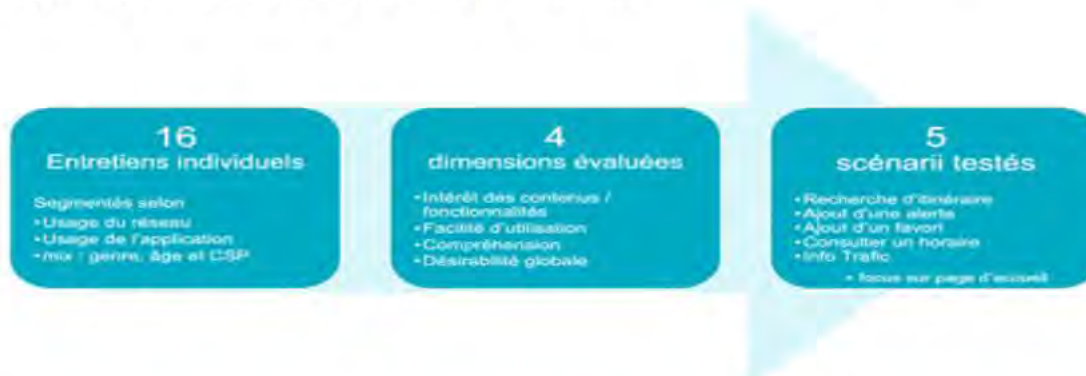 16
Entretiens individuels
Segmentés selon
•Usage du réseau
•Usage de l'application
•mix : genre, âge et CSP
4
dimensions évaluées
•Intérêt des contenus /
fonctionnalités
•Facilité d'utilisation
•Compréhension
•Désirabilité globale
5
scénarii testés
•Recherche d'itinéraire
•Ajout d'une alerte
•Ajout d'un favori
•Consulter un horaire
•Info Trafic
+ focus sur page d'accueil